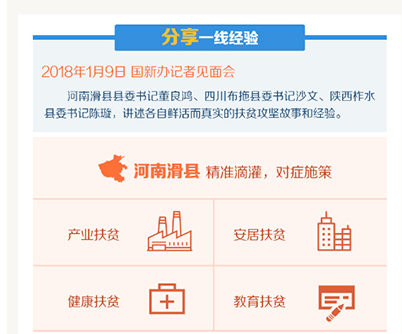 分享一线经验
2018年1月9日 国新办记者见面会
河南滑县县委书记董良鸿、四川布拖县委书记沙文、陕西柞水
县委书记陈璇，讲述各自鲜活而真实的扶贫攻坚故事和经验。
河南滑县 精准滴灌，对症施策
产业扶贫
安居扶贫
健康扶贫
教育扶贫